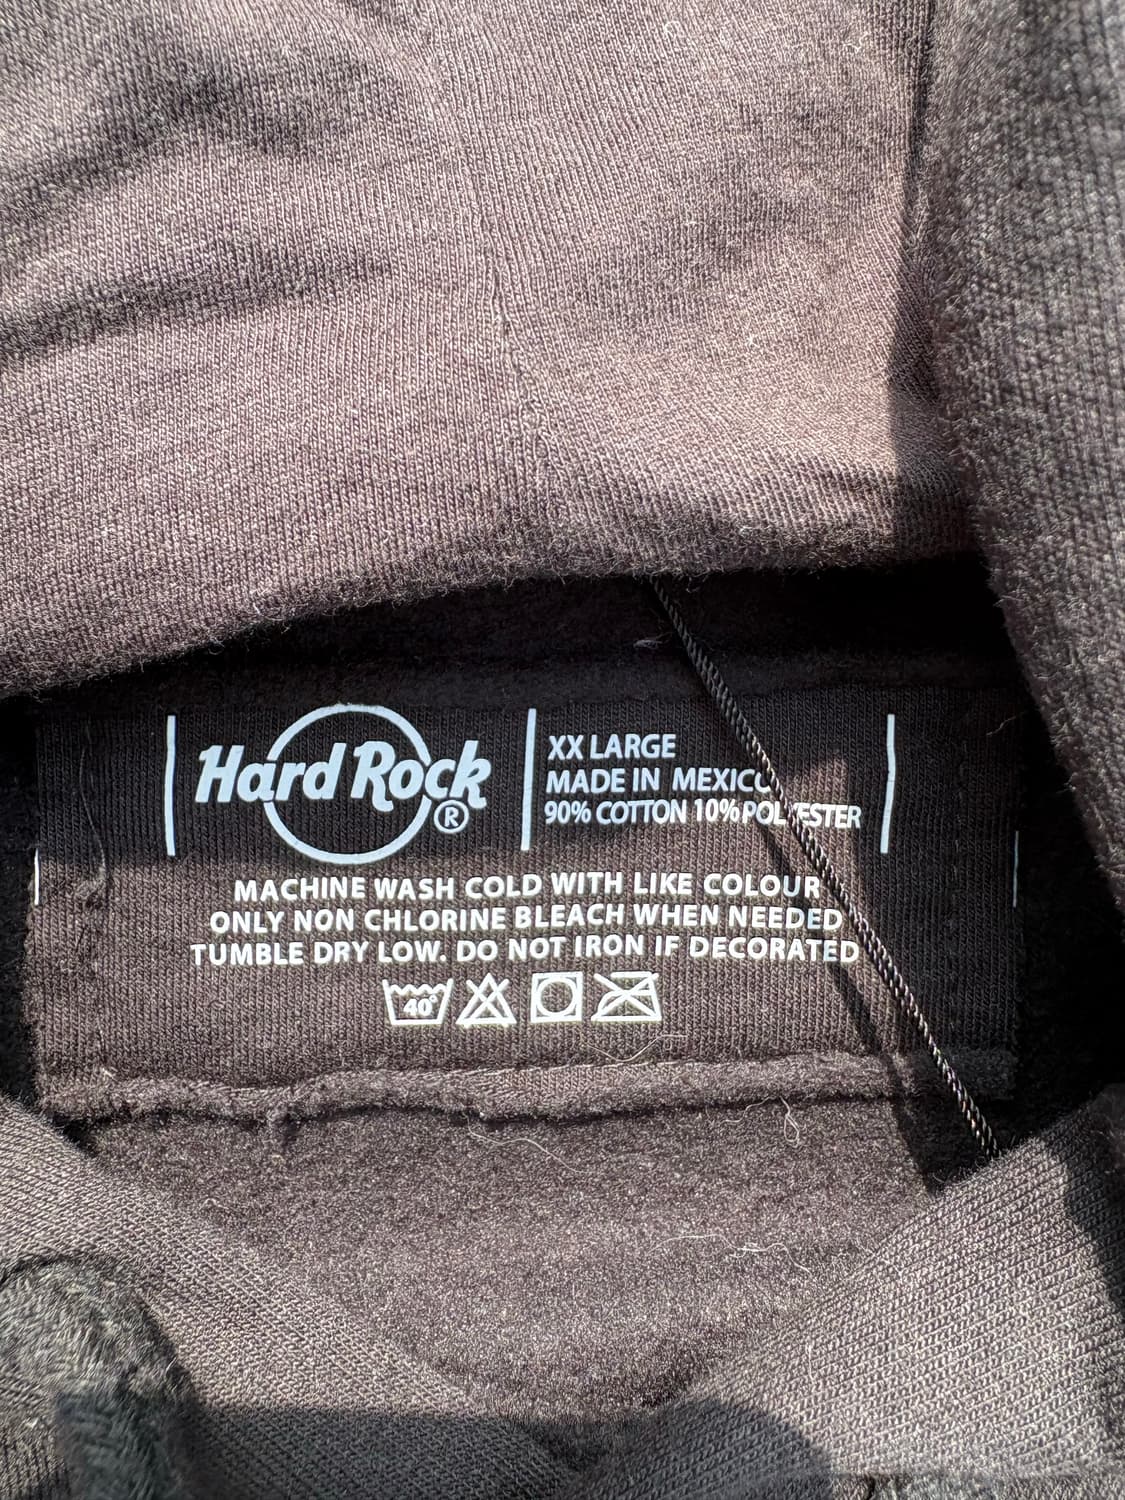 Hard Rock ®
XX LARGE
MADE IN MEXICO
90% COTTON 10% POLYESTER
MACHINE WASH COLD WITH LIKE COLOUR
ONLY NON CHLORINE BLEACH WHEN NEEDED
TUMBLE DRY LOW. DO NOT IRON IF DECORATED
40°